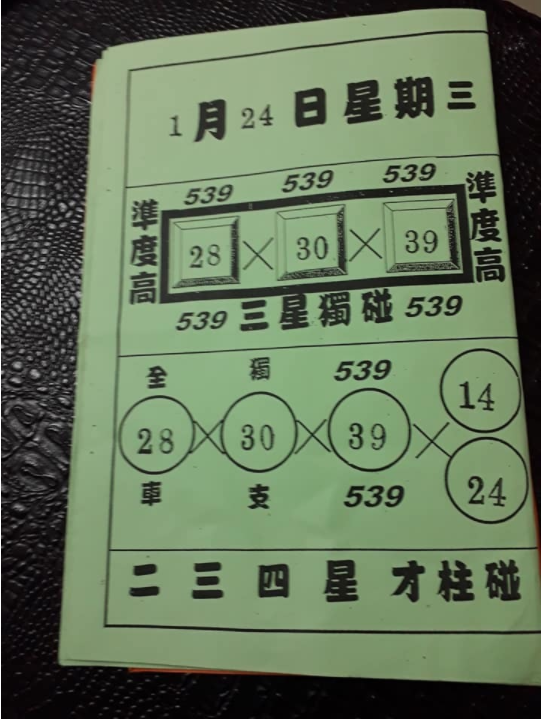 1月24日星期三
539 539 539
準度高
28×30×39
準度高
539 三星獨碰 539
全 獨 539
28×30×39×
14
24
車 支 539
二三四星 才柱碰